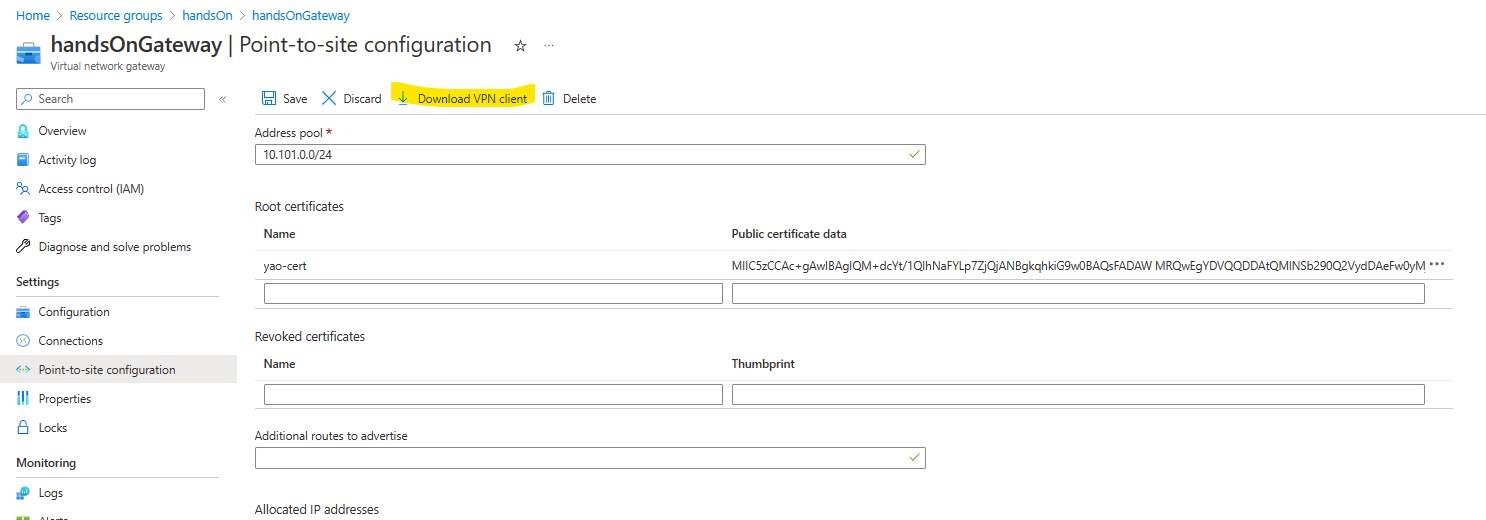 Home > Resource groups > handsOn > handsOnGateway
handsOnGateway | Point-to-site configuration ☆ ...
Virtual network gateway
Search «
Save Discard Download VPN client Delete
Overview
Activity log
Access control (IAM)
Tags
Diagnose and solve problems
Settings
Configuration
Connections
Point-to-site configuration
Properties
Locks
Monitoring
Logs
Address pool *
10.101.0.0/24
Root certificates
Name Public certificate data
yao-cert MIIC5zCCAc+gAwIBAgIQM+dcYt/1QIhNaFYLp7ZjQjANBgkqhkiG9w0BAQsFADAW MRQwEgYDVQQDDAtQMlNSb290Q2VydDAeFw0yM ...
Revoked certificates
Name Thumbprint
Additional routes to advertise
Allocated IP addresses